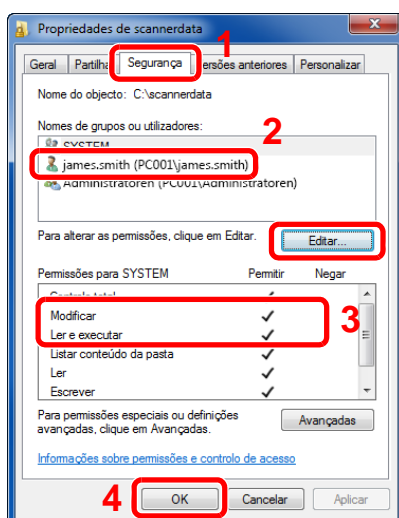 Propriedades de scannerdata
1
Geral Partilha Segurança ersões anteriores Personalizar
Nome do objecto: C:\scannerdata
Nomes de grupos ou utilizadores:
2
SYSTEM
james.smith (PC001\james.smith)
Administratoren (PC001\Administratoren)
Para alterar as permissões, clique em Editar.
Editar...
Permissões para SYSTEM Permitir Negar
Controlo total
Modificar
3
Ler e executar
Listar conteúdo da pasta
Ler
Escrever
Para permissões especiais ou definições
avançadas, clique em Avançadas.
Avançadas
Informações sobre permissões e controlo de acesso
4
OK Cancelar Aplicar